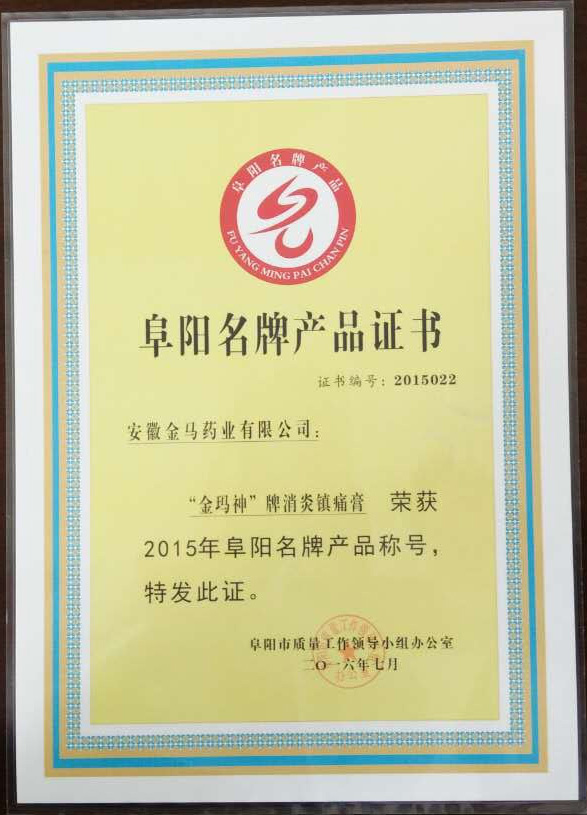 阜阳名牌产品
FU YANG MING PAI CHAN PIN
阜阳名牌产品证书
证书编号：2015022
安徽金马药业有限公司：
“金玛神”牌消炎镇痛膏 荣获
2015年阜阳名牌产品称号，
特发此证。
阜阳市质量工作领导小组办公室
二〇一六年七月